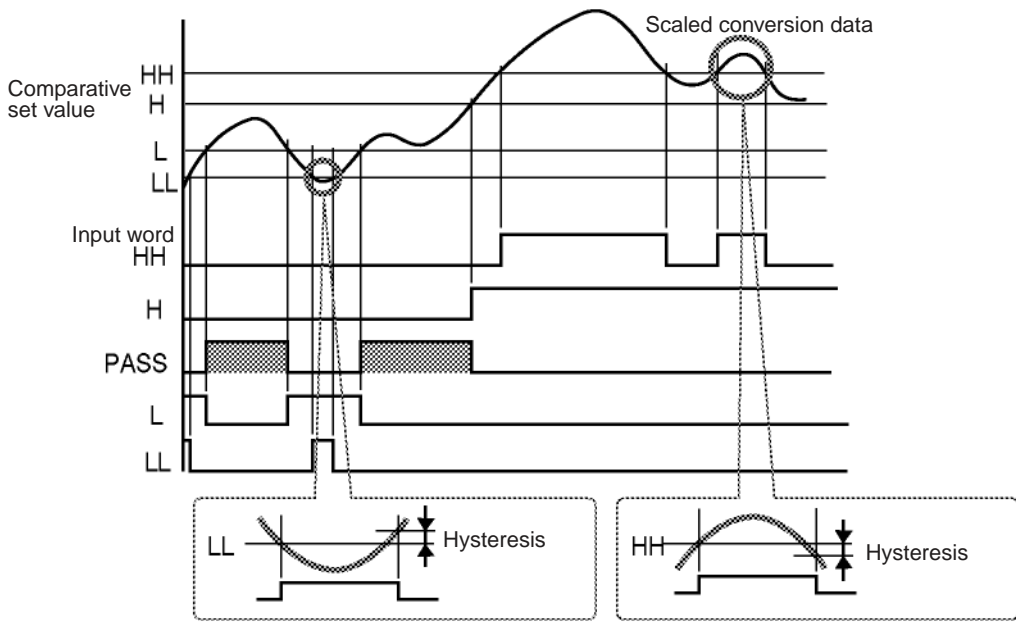 Scaled conversion data
Comparative
set value
HH
H
L
LL
Input word
HH
H
PASS
L
LL
LL
Hysteresis
HH
Hysteresis